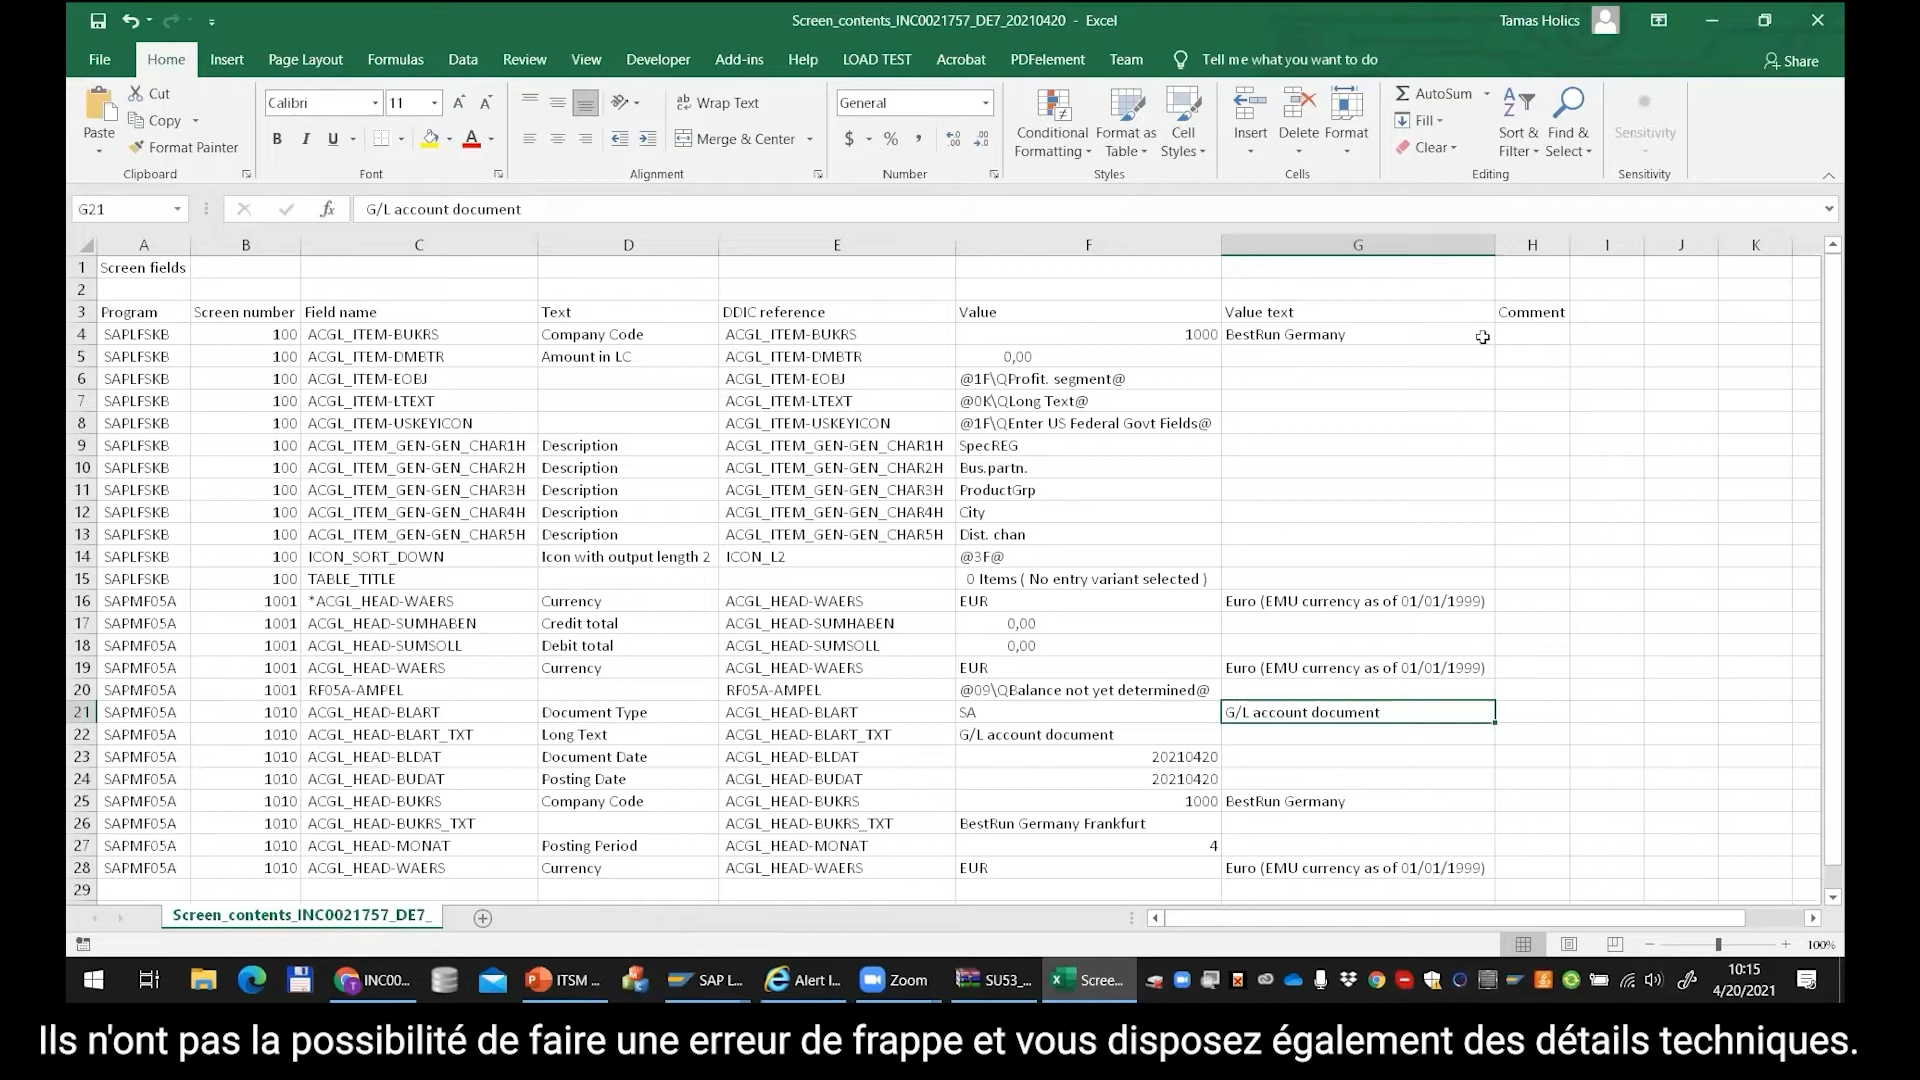 Screen_contents_INC0021757_DE7_20210420 - Excel
Tamas Holics
File Home Insert Page Layout Formulas Data Review View Developer Add-ins Help LOAD TEST Acrobat PDFelement Team Tell me what you want to do Share
Paste Cut Copy Format Painter
Clipboard
Calibri 11
B I U
Font
Wrap Text
Merge & Center
Alignment
General
$ % ,
Number
Conditional Formatting
Format as Table
Cell Styles
Styles
Insert Delete Format
Cells
AutoSum
Fill
Clear
Sort & Filter
Find & Select
Editing
Sensitivity
Sensitivity
G21 fx G/L account document
A B C D E F G H I J K
1 Screen fields
2
3 Program Screen number Field name Text DDIC reference Value Value text Comment
4 SAPLFSKB 100 ACGL_ITEM-BUKRS Company Code ACGL_ITEM-BUKRS 1000 BestRun Germany
5 SAPLFSKB 100 ACGL_ITEM-DMBTR Amount in LC ACGL_ITEM-DMBTR 0,00
6 SAPLFSKB 100 ACGL_ITEM-EOBJ ACGL_ITEM-EOBJ @1F\QProfit. segment@
7 SAPLFSKB 100 ACGL_ITEM-LTEXT ACGL_ITEM-LTEXT @0K\QLong Text@
8 SAPLFSKB 100 ACGL_ITEM-USKEYICON ACGL_ITEM-USKEYICON @1F\QEnter US Federal Govt Fields@
9 SAPLFSKB 100 ACGL_ITEM_GEN-GEN_CHAR1H Description ACGL_ITEM_GEN-GEN_CHAR1H SpecREG
10 SAPLFSKB 100 ACGL_ITEM_GEN-GEN_CHAR2H Description ACGL_ITEM_GEN-GEN_CHAR2H Bus.partn.
11 SAPLFSKB 100 ACGL_ITEM_GEN-GEN_CHAR3H Description ACGL_ITEM_GEN-GEN_CHAR3H ProductGrp
12 SAPLFSKB 100 ACGL_ITEM_GEN-GEN_CHAR4H Description ACGL_ITEM_GEN-GEN_CHAR4H City
13 SAPLFSKB 100 ACGL_ITEM_GEN-GEN_CHAR5H Description ACGL_ITEM_GEN-GEN_CHAR5H Dist. chan
14 SAPLFSKB 100 ICON_SORT_DOWN Icon with output length 2 ICON_L2 @3F@
15 SAPLFSKB 100 TABLE_TITLE 0 Items ( No entry variant selected )
16 SAPMF05A 1001 *ACGL_HEAD-WAERS Currency ACGL_HEAD-WAERS EUR Euro (EMU currency as of 01/01/1999)
17 SAPMF05A 1001 ACGL_HEAD-SUMHABEN Credit total ACGL_HEAD-SUMHABEN 0,00
18 SAPMF05A 1001 ACGL_HEAD-SUMSOLL Debit total ACGL_HEAD-SUMSOLL 0,00
19 SAPMF05A 1001 ACGL_HEAD-WAERS Currency ACGL_HEAD-WAERS EUR Euro (EMU currency as of 01/01/1999)
20 SAPMF05A 1001 RF05A-AMPEL RF05A-AMPEL @09\QBalance not yet determined@
21 SAPMF05A 1010 ACGL_HEAD-BLART Document Type ACGL_HEAD-BLART SA G/L account document
22 SAPMF05A 1010 ACGL_HEAD-BLART_TXT Long Text ACGL_HEAD-BLART_TXT G/L account document
23 SAPMF05A 1010 ACGL_HEAD-BLDAT Document Date ACGL_HEAD-BLDAT 20210420
24 SAPMF05A 1010 ACGL_HEAD-BUDAT Posting Date ACGL_HEAD-BUDAT 20210420
25 SAPMF05A 1010 ACGL_HEAD-BUKRS Company Code ACGL_HEAD-BUKRS 1000 BestRun Germany
26 SAPMF05A 1010 ACGL_HEAD-BUKRS_TXT ACGL_HEAD-BUKRS_TXT BestRun Germany Frankfurt
27 SAPMF05A 1010 ACGL_HEAD-MONAT Posting Period ACGL_HEAD-MONAT 4
28 SAPMF05A 1010 ACGL_HEAD-WAERS Currency ACGL_HEAD-WAERS EUR Euro (EMU currency as of 01/01/1999)
29
Screen_contents_INC0021757_DE7_
100%
INC00... ITSM ... SAP L... Alert I... Zoom SU53_... Scree... 10:15
4/20/2021
Ils n'ont pas la possibilité de faire une erreur de frappe et vous disposez également des détails techniques.